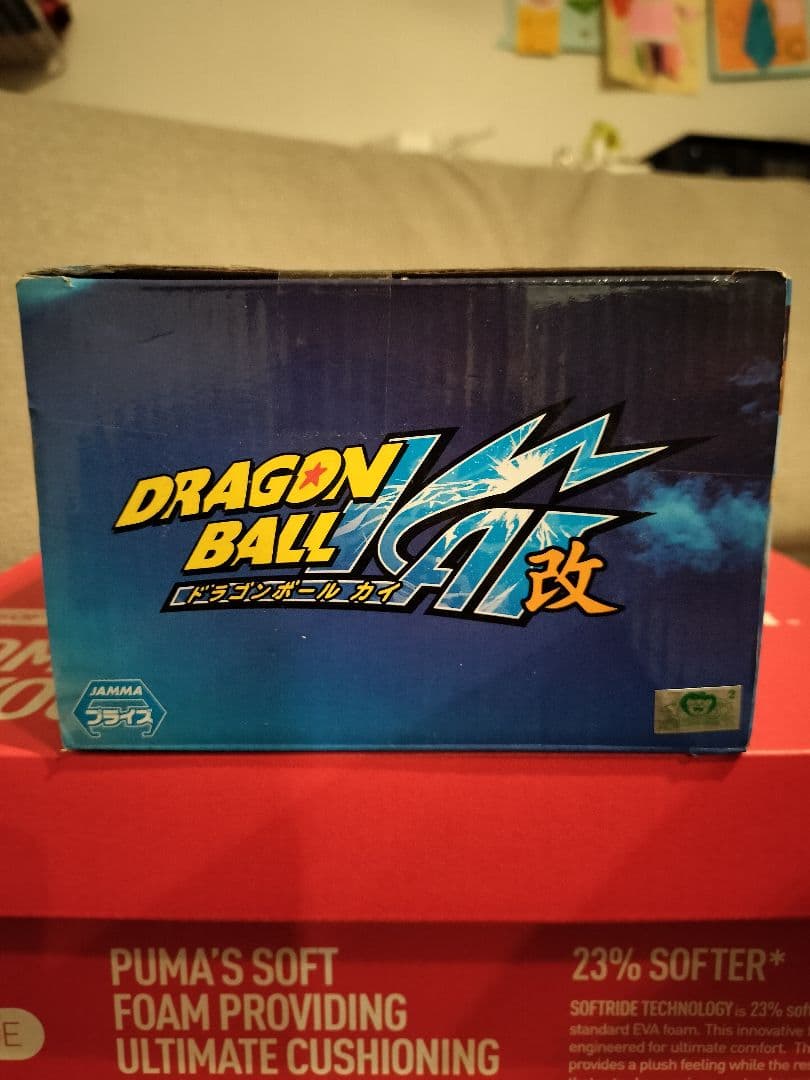 DRAGON
BALL
KAI
改
ドラゴンボール カイ
JAMMA
プライズ
2
PUMA'S SOFT
FOAM PROVIDING
ULTIMATE CUSHIONING
23% SOFTER*
SOFTRIDE TECHNOLOGY is 23%
standard EVA foam. This innovative
engineered for ultimate comfort.
provides a plush feeling while the